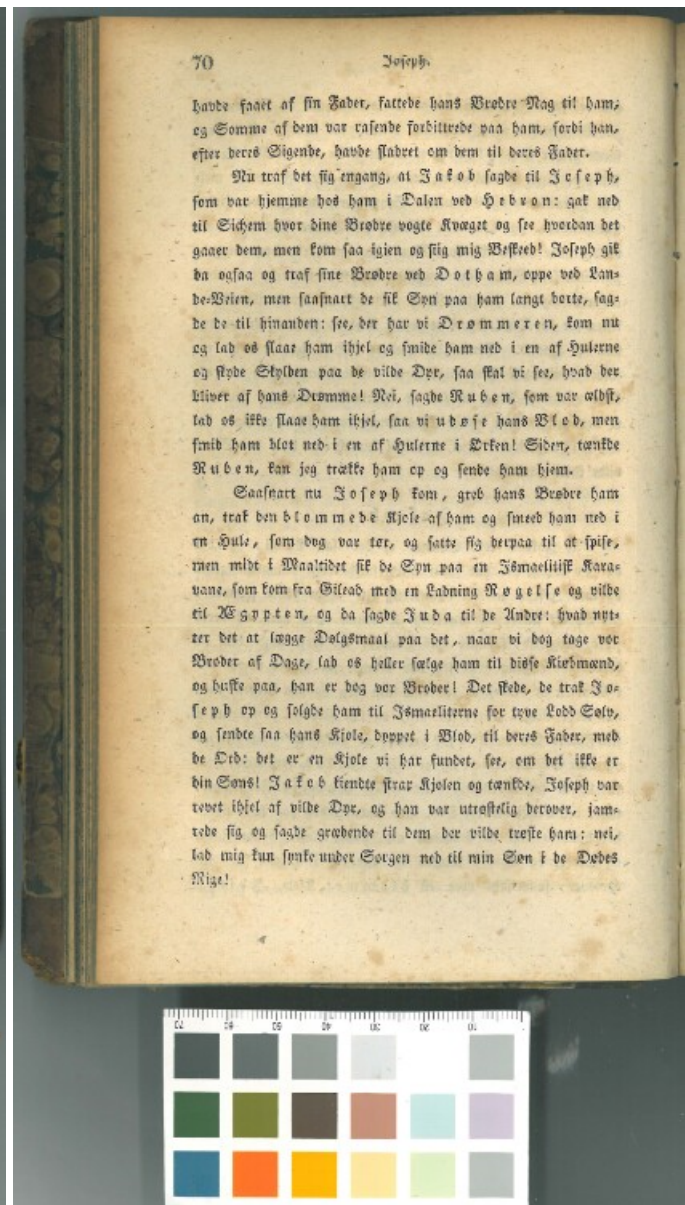 70
Joseph.
havde faaet af sin Fader, fattede hans Brødre Nag til ham;
og Somme af dem var rasende forbittrede paa ham, fordi han,
efter deres Sigende, havde sladret om dem til deres Fader.
Nu traf det sig engang, at Jakob sagde til Joseph,
som var hjemme hos ham i Dalen ved Hebron: gak ned
til Sichem hvor dine Brødre vogte Kvæget og see hvordan det
gaaer dem, men kom saa igien og siig mig Beskeed! Joseph gik
da ogsaa og traf sine Brødre ved Dotham, oppe ved Lan-
de-Veien, men saasnart de fik Syn paa ham langt borte, sag-
de de til hinanden: see, der har vi Drømmeren, kom nu
og lad os slaae ham ihjel og smide ham ned i en af Hulerne
og skyde Skylden paa de vilde Dyr, saa skal vi see, hvad der
bliver af hans Drømme! Nei, sagde Ruben, som var ældst,
lad os ikke slaae ham ihjel, saa vi udøse hans Blod, men
smid ham blot ned i en af Hulerne i Ørken! Siden, tænkde
Ruben, kan jeg trække ham op og sende ham hjem.
Saasnart nu Joseph kom, greb hans Brødre ham
an, trak den blommede Kjole af ham og smeed ham ned i
en Hule, som dog var tør, og satte sig derpaa til at spise,
men midt i Maaltidet fik de Syn paa en Ismaelitisk Kara-
vane, som kom fra Gilead med en Ladning Røgelse og vilde
til Ægypten, og da sagde Juda til de Andre: hvad nyt-
ter det at lægge Dølgsmaal paa det, naar vi dog tage vor
Broder af Dage, lad os heller sælge ham til disse Kiøbmænd,
og huske paa, han er dog vor Broder! Det skede, de trak Jo-
seph op og solgde ham til Ismaeliterne for tyve Lodd Sølv,
og sendte saa hans Kjole, dyppet i Blod, til deres Fader, med
de Ord: det er en Kjole vi har fundet, see, om det ikke er
din Søns! Jakob kiendte strax Kjolen og tænkde, Joseph var
revet ihjel af vilde Dyr, og han var utrøstelig derover, jam-
rede sig og sagde grædende til dem der vilde trøste ham: nei,
lad mig kun synke under Sorgen ned til min Søn i de Dødes
Rige!
70 60 50 40 30 20 10